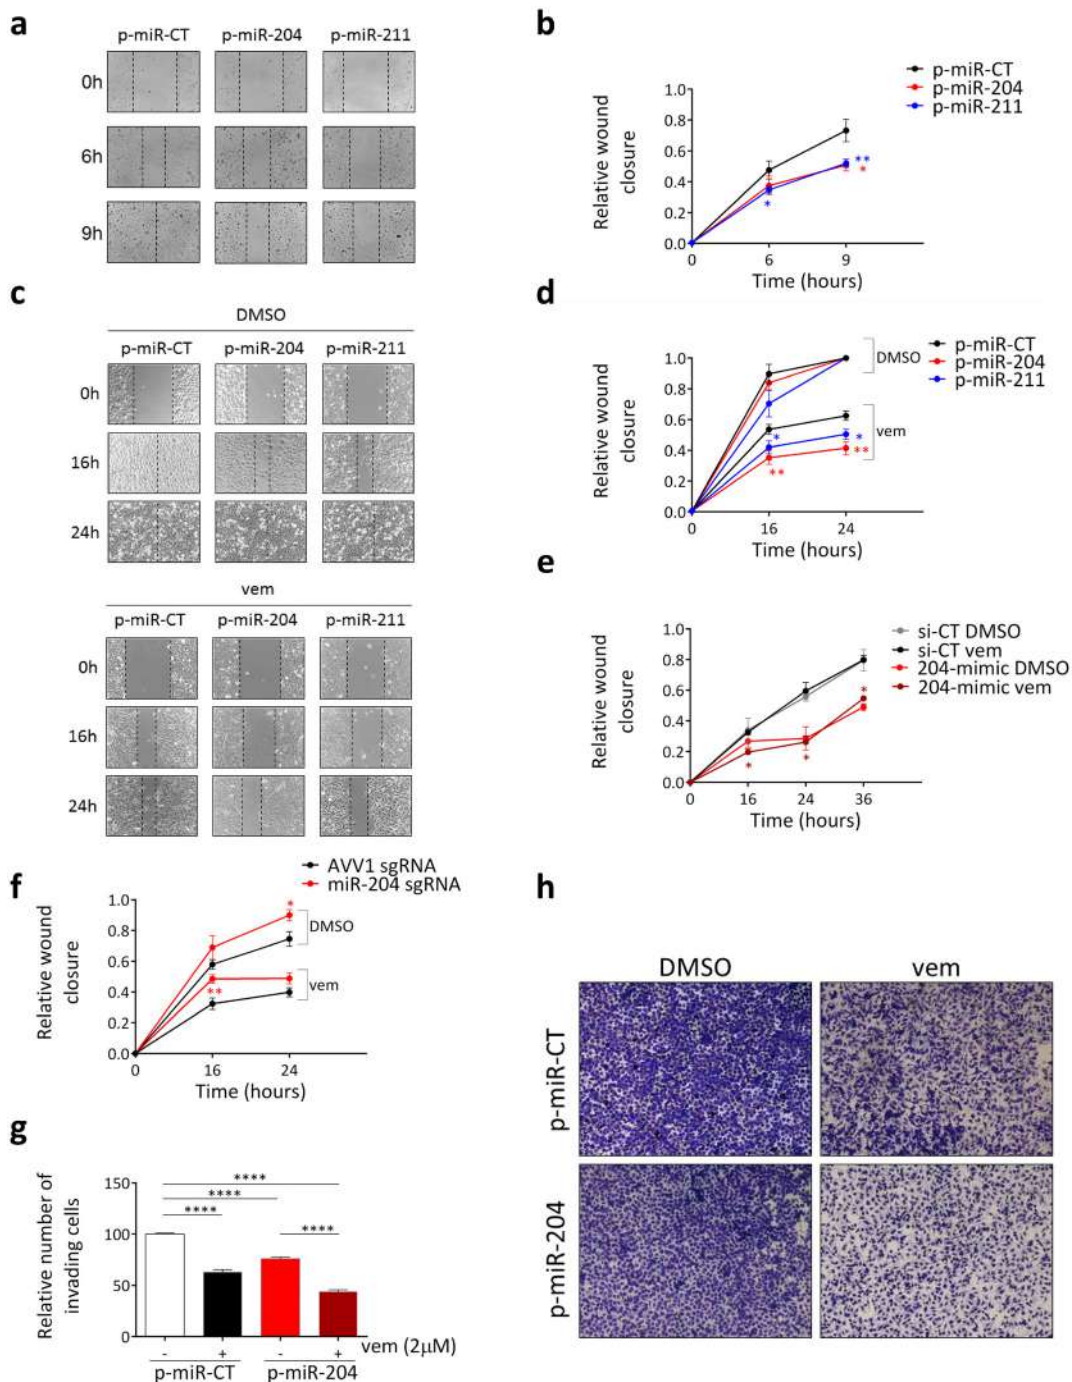 a
p-miR-CT p-miR-204 p-miR-211
0h
6h
9h
b
p-miR-CT
p-miR-204
p-miR-211
Relative wound
closure
0.8
0.6
0.4
0.2
0.0
**
*
*
0 6 9
Time (hours)
c
DMSO
p-miR-CT p-miR-204 p-miR-211
0h
16h
24h
vem
p-miR-CT p-miR-204 p-miR-211
0h
16h
24h
d
p-miR-CT
p-miR-204
p-miR-211
DMSO
vem
Relative wound
closure
1.0
0.8
0.6
0.4
0.2
0.0
* *
** **
0 16 24
Time (hours)
e
si-CT DMSO
si-CT vem
204-mimic DMSO
204-mimic vem
Relative wound
closure
1.0
0.8
0.6
0.4
0.2
0.0
*
* *
0 16 24 36
Time (hours)
f
AVV1 sgRNA
miR-204 sgRNA
DMSO
vem
Relative wound
closure
1.0
0.8
0.6
0.4
0.2
0.0
*
**
0 16 24
Time (hours)
g
Relative number of
invading cells
150
100
50
0
****
****
**** ****
- + - + vem (2μM)
p-miR-CT p-miR-204
h
DMSO vem
p-miR-CT
p-miR-204